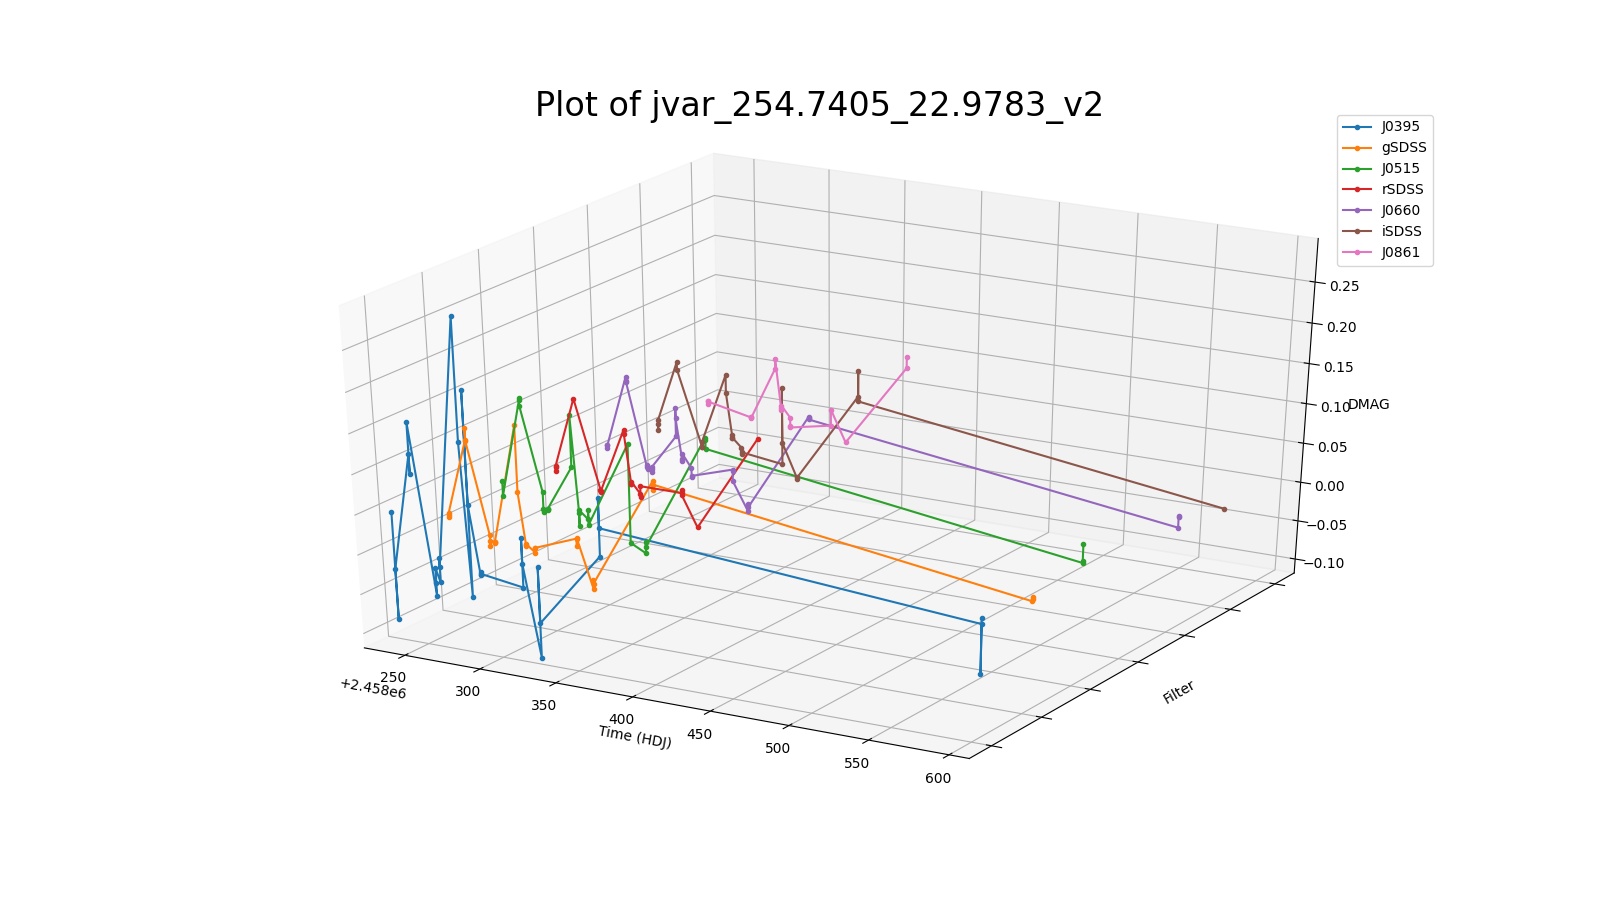 Plot of jvar_254.7405_22.9783_v2
J0395
gSDSS
J0515
rSDSS
J0660
iSDSS
J0861
0.25
0.20
0.15
0.10
DMAG
0.05
0.00
−0.05
−0.10
Filter
250
300
350
400
450
500
550
600
+2.458e6
Time (HDJ)